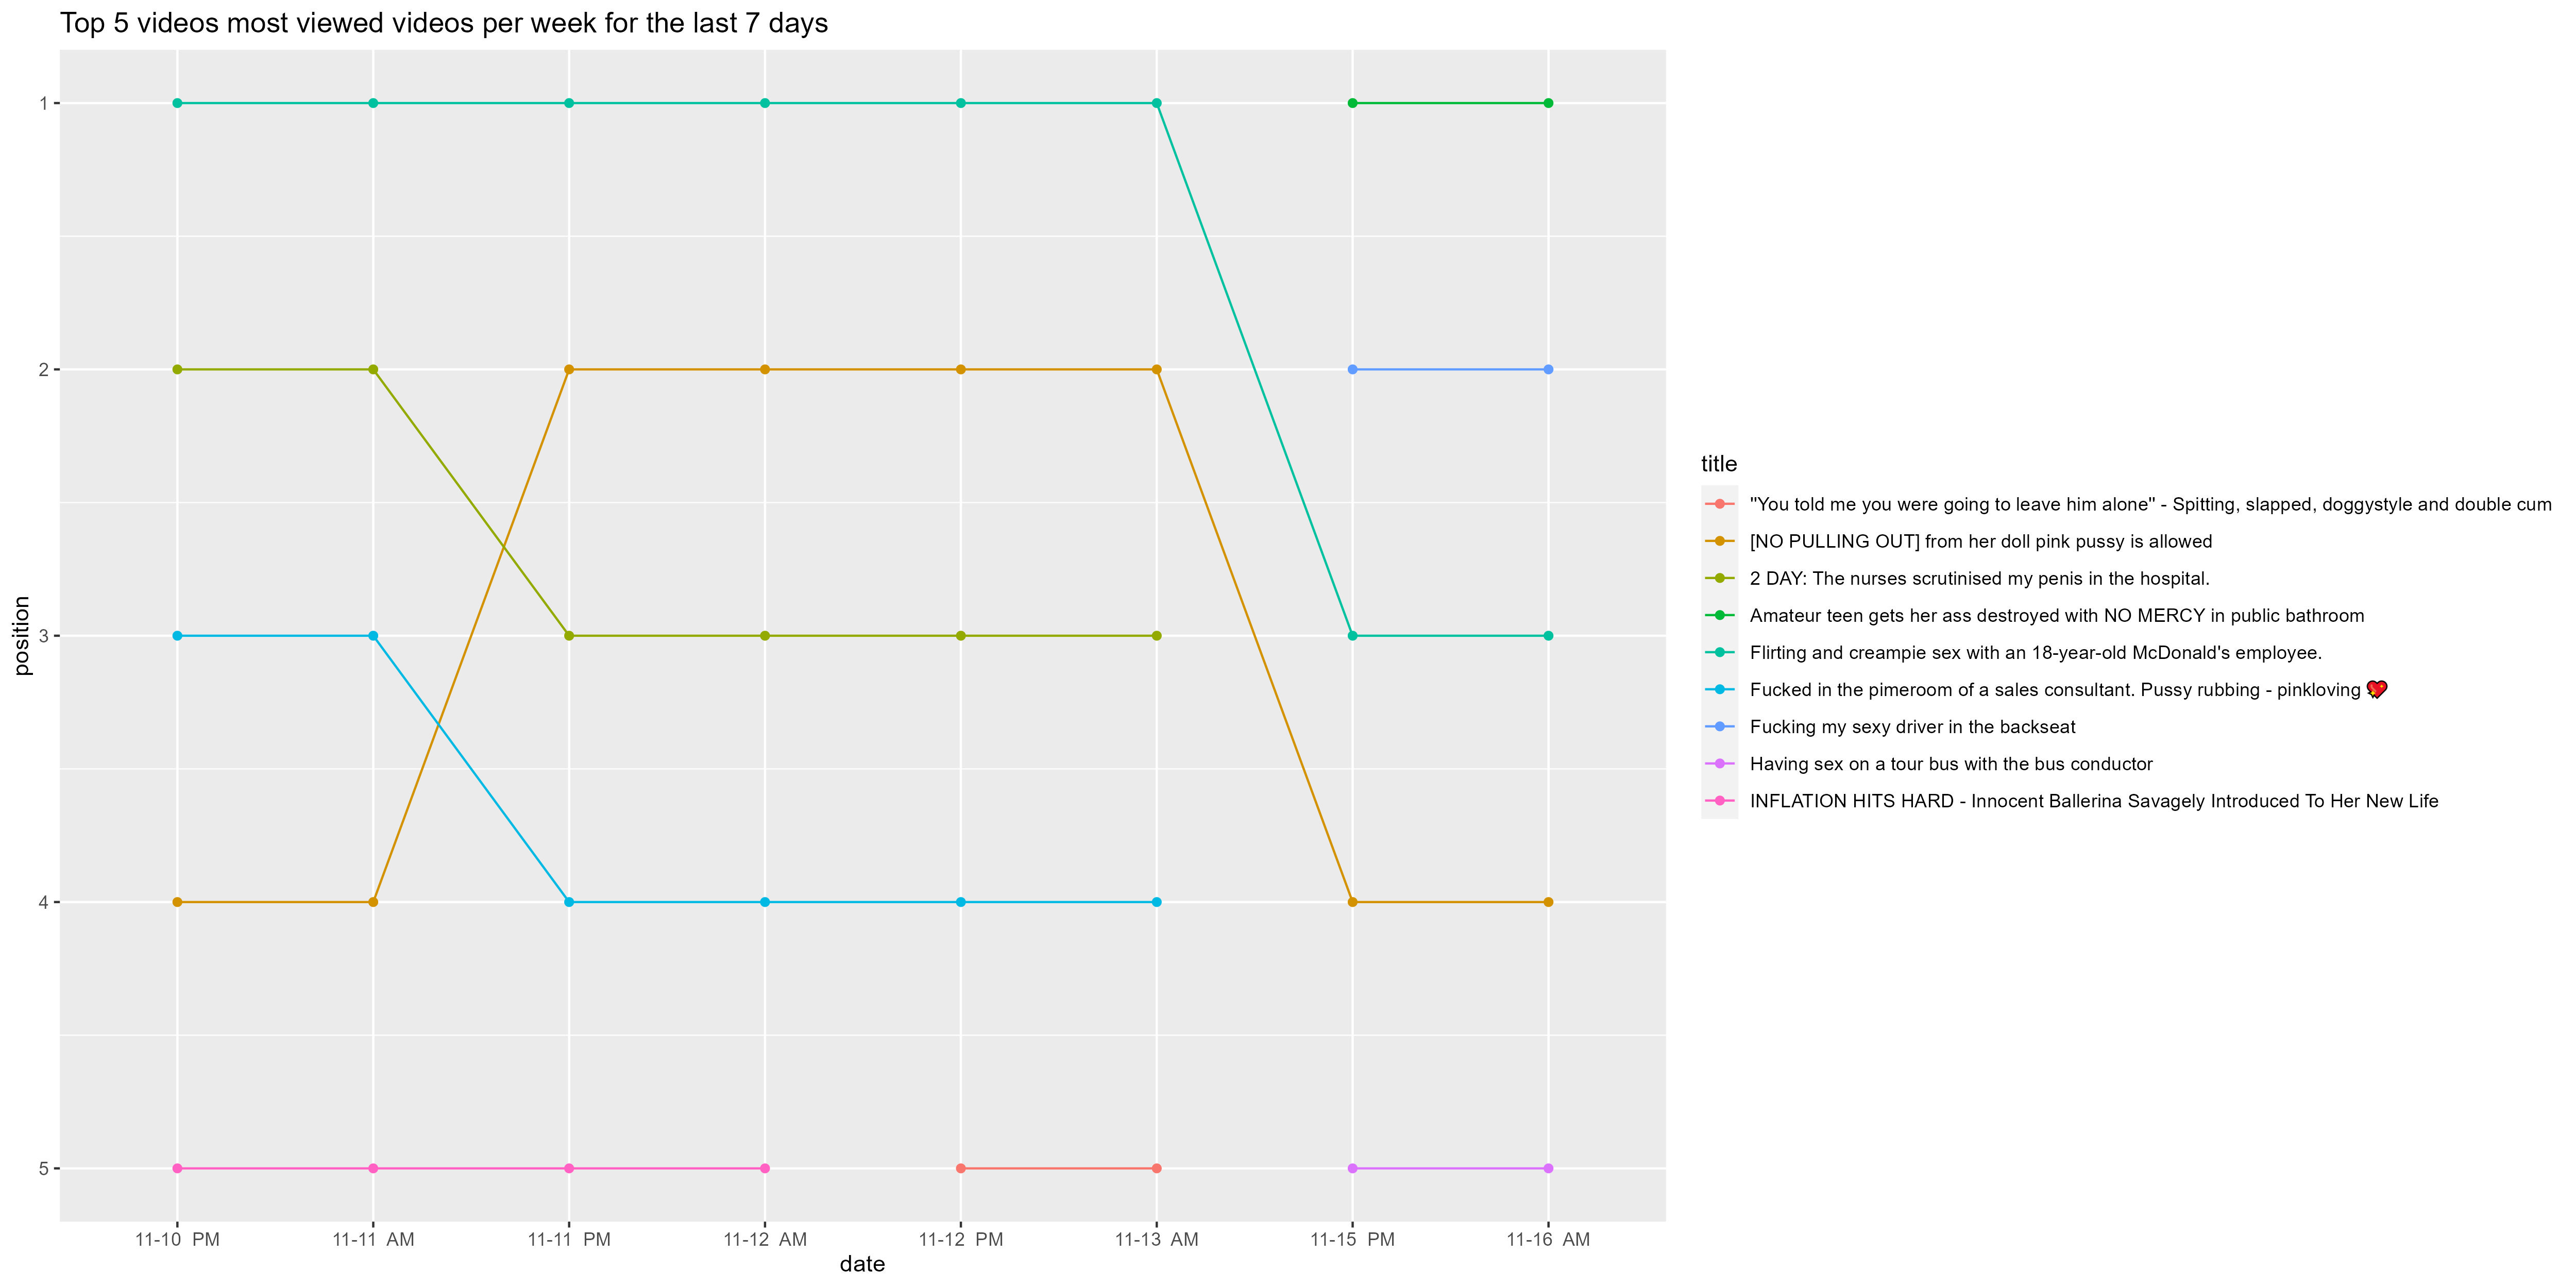 Top 5 videos most viewed videos per week for the last 7 days
position
1
2
3
4
5
11-10 PM
11-11 AM
11-11 PM
11-12 AM
11-12 PM
11-13 AM
11-15 PM
11-16 AM
date
title
"You told me you were going to leave him alone" - Spitting, slapped, doggystyle and double cum
[NO PULLING OUT] from her doll pink pussy is allowed
2 DAY: The nurses scrutinised my penis in the hospital.
Amateur teen gets her ass destroyed with NO MERCY in public bathroom
Flirting and creampie sex with an 18-year-old McDonald's employee.
Fucked in the pimeroom of a sales consultant. Pussy rubbing - pinkloving 💖
Fucking my sexy driver in the backseat
Having sex on a tour bus with the bus conductor
INFLATION HITS HARD - Innocent Ballerina Savagely Introduced To Her New Life